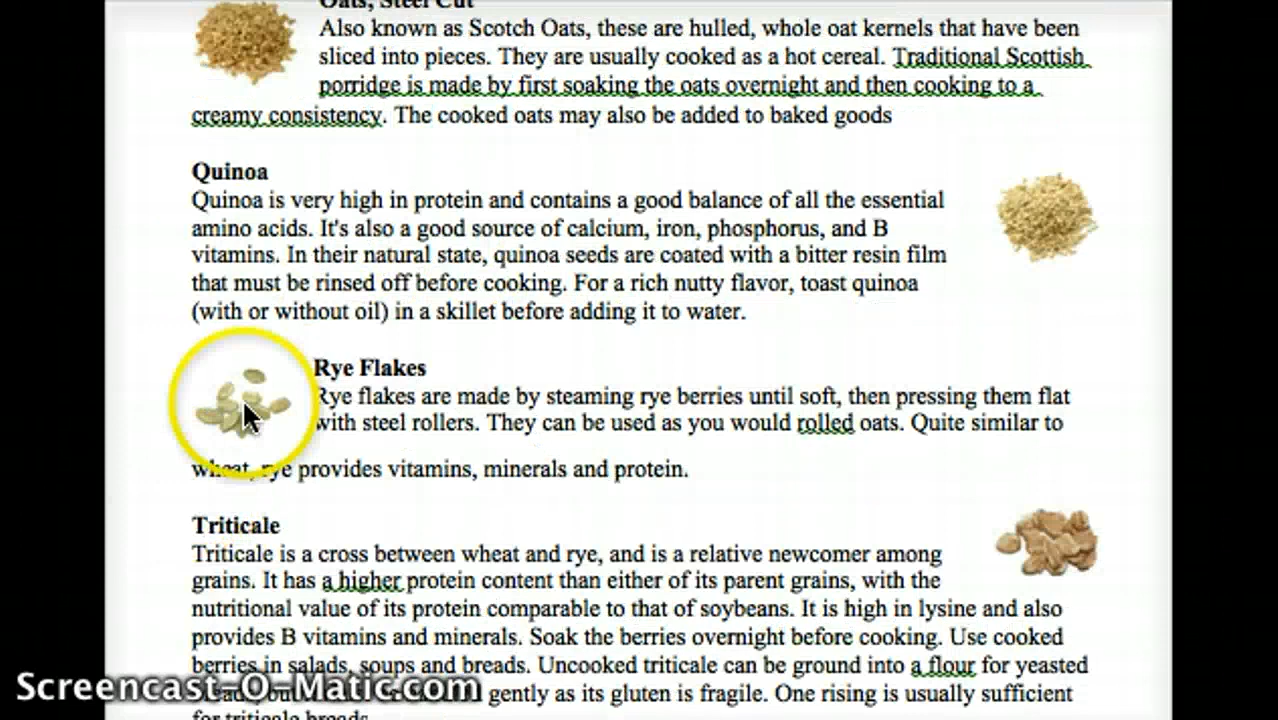 Oats, Steel Cut
Also known as Scotch Oats, these are hulled, whole oat kernels that have been
sliced into pieces. They are usually cooked as a hot cereal. Traditional Scottish
porridge is made by first soaking the oats overnight and then cooking to a
creamy consistency. The cooked oats may also be added to baked goods
Quinoa
Quinoa is very high in protein and contains a good balance of all the essential
amino acids. It's also a good source of calcium, iron, phosphorus, and B
vitamins. In their natural state, quinoa seeds are coated with a bitter resin film
that must be rinsed off before cooking. For a rich nutty flavor, toast quinoa
(with or without oil) in a skillet before adding it to water.
Rye Flakes
Rye flakes are made by steaming rye berries until soft, then pressing them flat
with steel rollers. They can be used as you would rolled oats. Quite similar to
wheat, rye provides vitamins, minerals and protein.
Triticale
Triticale is a cross between wheat and rye, and is a relative newcomer among
grains. It has a higher protein content than either of its parent grains, with the
nutritional value of its protein comparable to that of soybeans. It is high in lysine and also
provides B vitamins and minerals. Soak the berries overnight before cooking. Use cooked
berries in salads, soups and breads. Uncooked triticale can be ground into a flour for yeasted
gently as its gluten is fragile. One rising is usually sufficient
for triticale breads.
Screencast-O-Matic.com